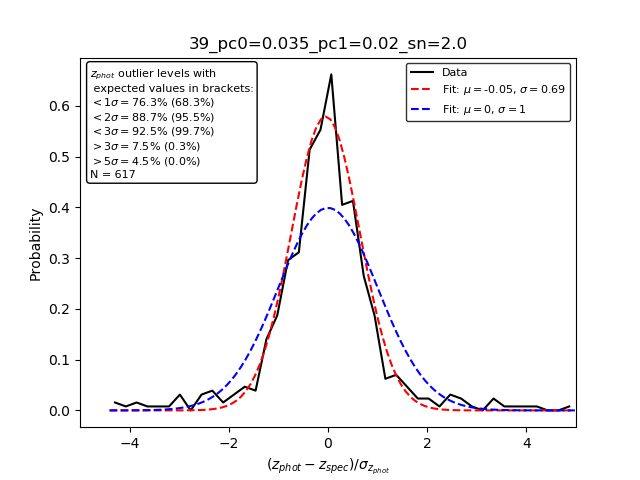 39_pc0=0.035_pc1=0.02_sn=2.0
z_phot outlier levels with
expected values in brackets:
<1σ=76.3% (68.3%)
<2σ=88.7% (95.5%)
<3σ=92.5% (99.7%)
>3σ=7.5% (0.3%)
>5σ=4.5% (0.0%)
N = 617
Data
Fit: μ=-0.05, σ=0.69
Fit: μ=0, σ=1
Probability
0.6
0.5
0.4
0.3
0.2
0.1
0.0
−4 −2 0 2 4
(z_phot − z_spec)/σ_z_phot